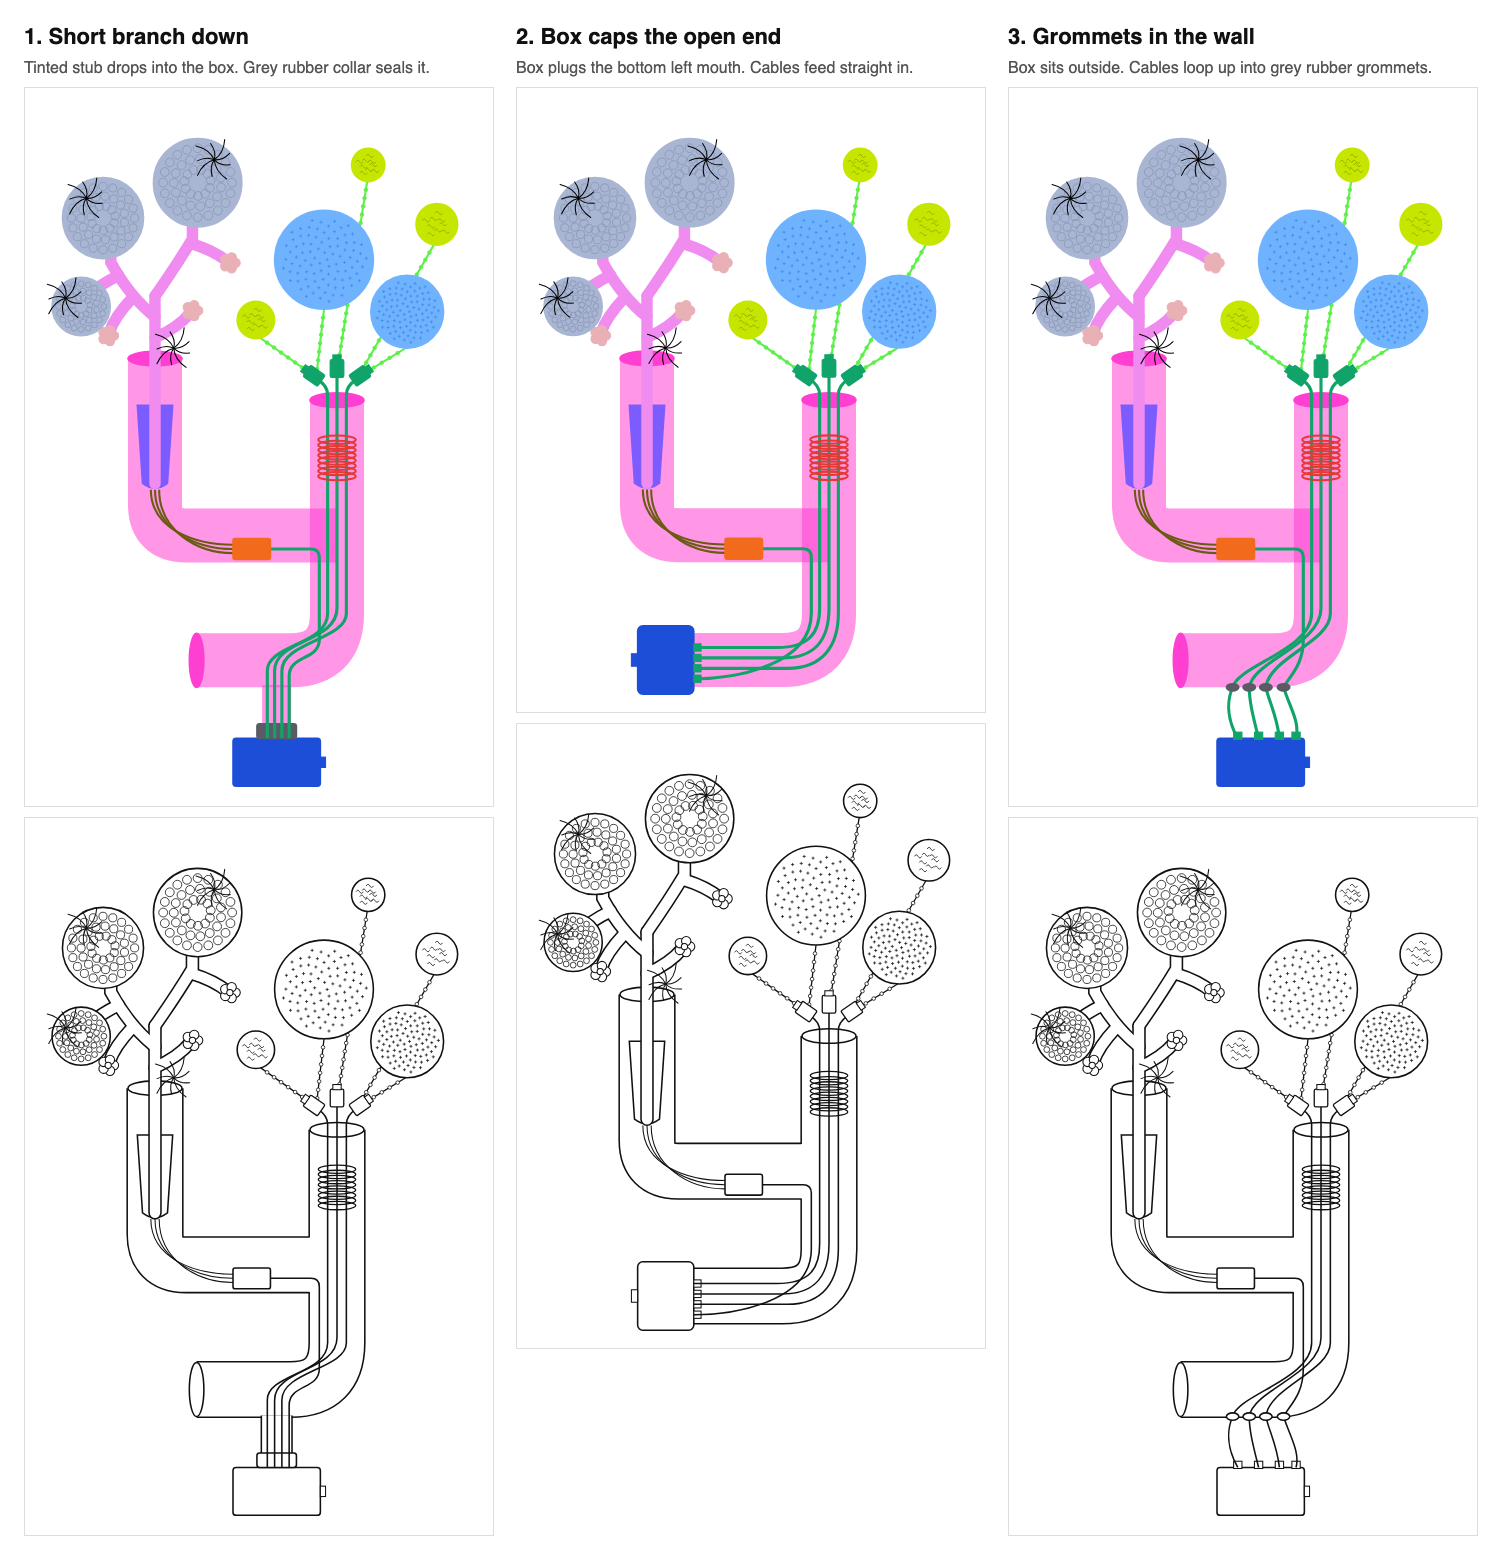 1. Short branch down
Tinted stub drops into the box. Grey rubber collar seals it.
2. Box caps the open end
Box plugs the bottom left mouth. Cables feed straight in.
3. Grommets in the wall
Box sits outside. Cables loop up into grey rubber grommets.